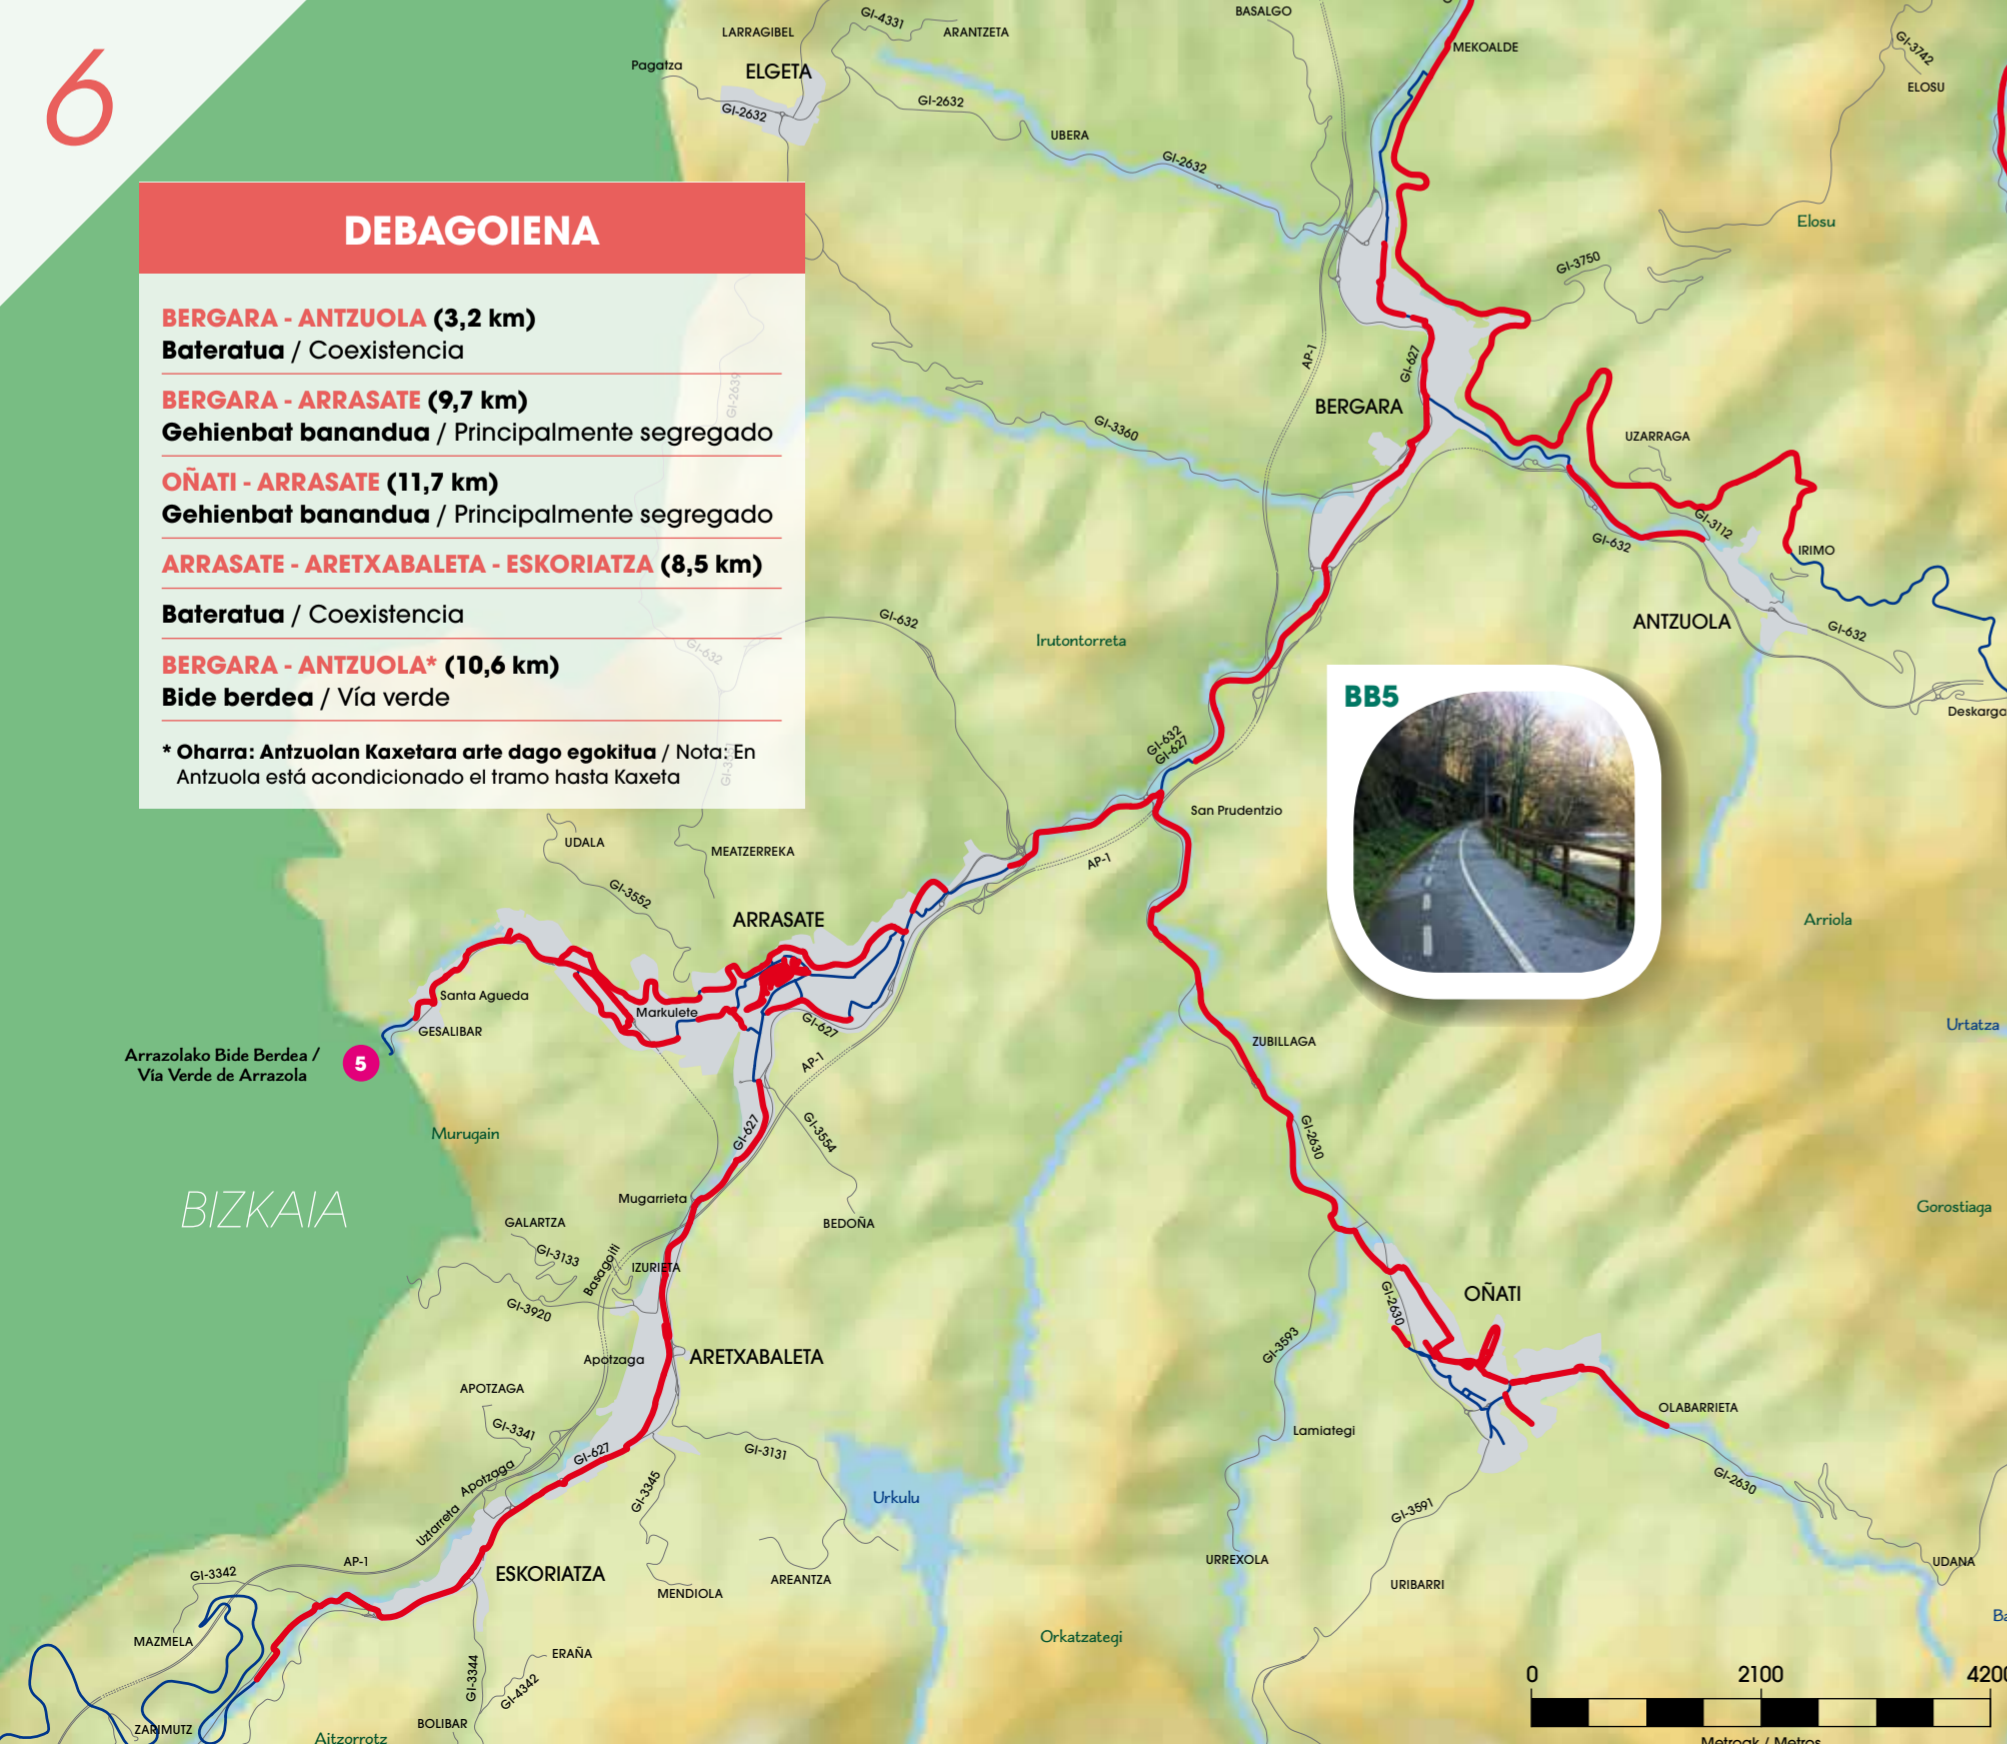 6
DEBAGOIENA
BERGARA - ANTZUOLA (3,2 km)
Bateratua / Coexistencia
BERGARA - ARRASATE (9,7 km)
Gehienbat banandua / Principalmente segregado
OÑATI - ARRASATE (11,7 km)
Gehienbat banandua / Principalmente segregado
ARRASATE - ARETXABALETA - ESKORIATZA (8,5 km)
Bateratua / Coexistencia
BERGARA - ANTZUOLA* (10,6 km)
Bide berdea / Vía verde
* Oharra: Antzuolan Kaxetara arte dago egokitua / Nota: En
Antzuola está acondicionado el tramo hasta Kaxeta
GI-2639
GI-632
LARRAGIBEL
GI-4331
ARANTZETA
BASALGO
MEKOALDE
GI-3742
ELOSU
Pagatza
ELGETA
GI-2632
GI-2632
UBERA
GI-2632
Elosu
GI-3750
AP-1
GI-627
BERGARA
GI-3360
UZARRAGA
GI-3112
GI-632
IRIMO
ANTZUOLA
GI-632
Deskarga
GI-632
Irutontorreta
BB5
GI-632
GI-627
San Prudentzio
AP-1
UDALA
MEATZERREKA
GI-3552
ARRASATE
Arriola
Santa Agueda
GESALIBAR
Markulete
GI-627
AP-1
Urtatza
ZUBILLAGA
Arrazolako Bide Berdea /
Vía Verde de Arrazola
5
Murugain
GI-627
GI-3554
GI-2630
BIZKAIA
Mugarrieta
BEDOÑA
Gorostiaga
GALARTZA
GI-3133
Basagoiti
IZURIETA
GI-3920
OÑATI
GI-2630
GI-3593
Apotzaga
ARETXABALETA
APOTZAGA
GI-3341
OLABARRIETA
Lamiategi
GI-627
GI-3131
GI-3345
Apotzaga
Uztarreta
Urkulu
GI-2630
GI-3591
AP-1
GI-3342
ESKORIATZA
MENDIOLA
AREANTZA
URREXOLA
URIBARRI
UDANA
Ba
MAZMELA
Orkatzategi
ERAÑA
GI-3344
GI-4342
BOLIBAR
ZARIMUTZ
Aitzorrotz
0 2100 4200
Metroak / Metros